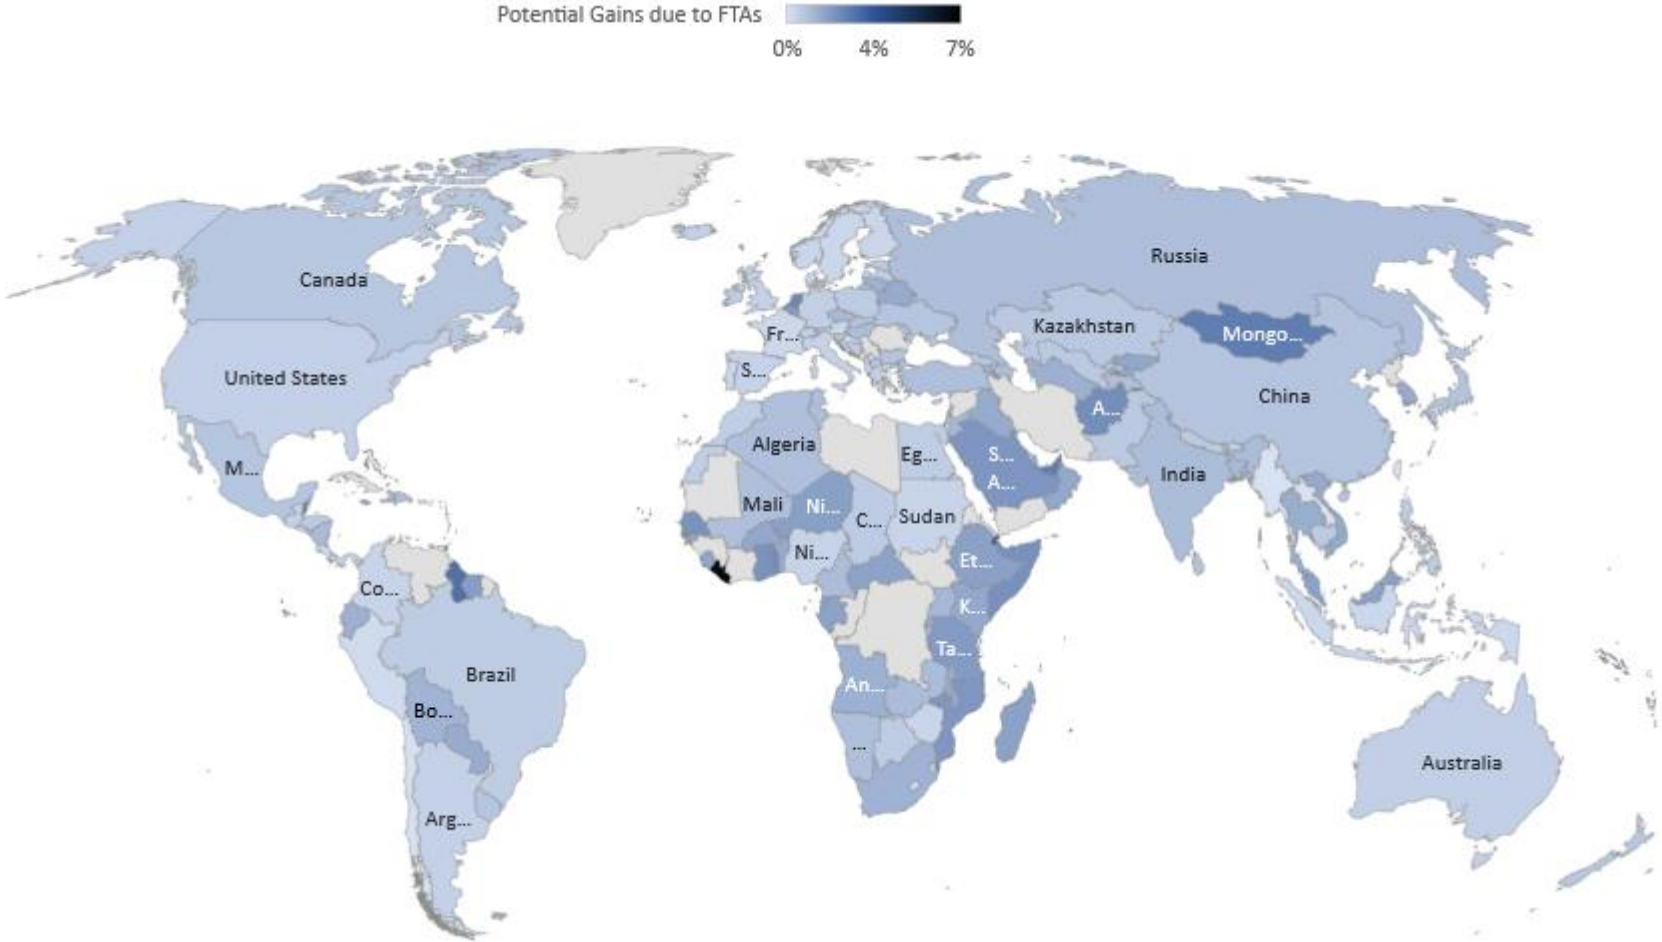 Potential Gains due to FTAs
0% 4% 7%
Russia
Canada
Kazakhstan
Mongo...
Fr...
S...
United States
China
A...
Algeria
Eg...
S...
A...
M...
India
Mali
Ni...
C...
Sudan
Ni...
Et...
Co...
K...
Ta...
Brazil
An...
Bo...
...
Australia
Arg...